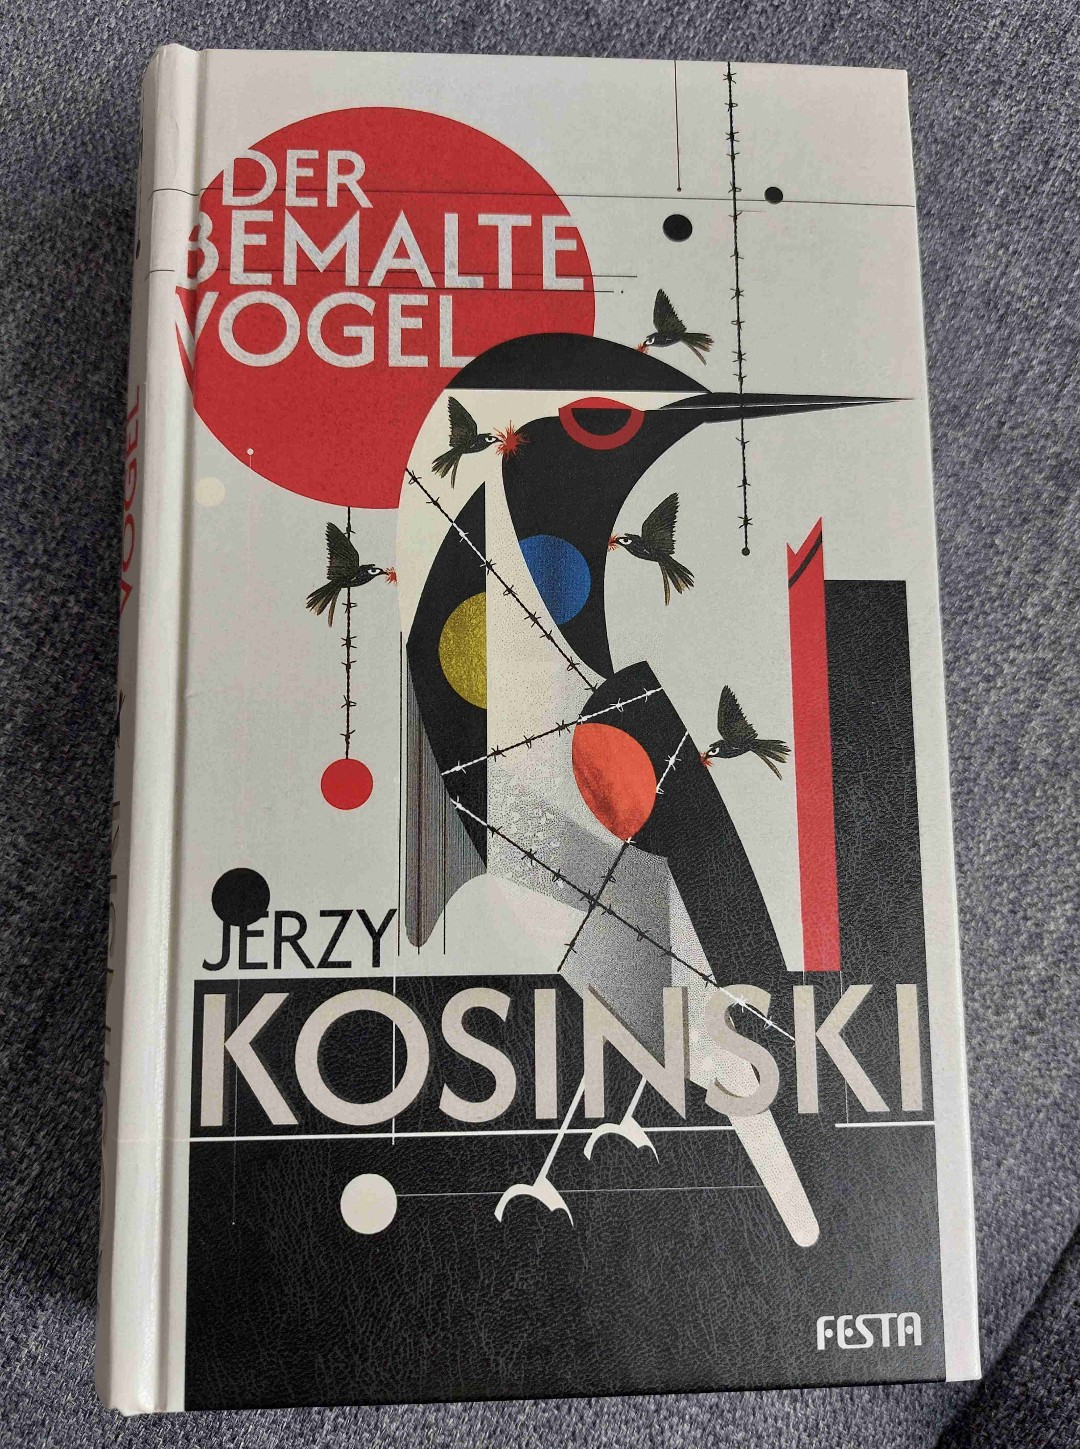 DER
BEMALTE
VOGEL
JERZY
KOSINSKI
FESTA
VOGEL